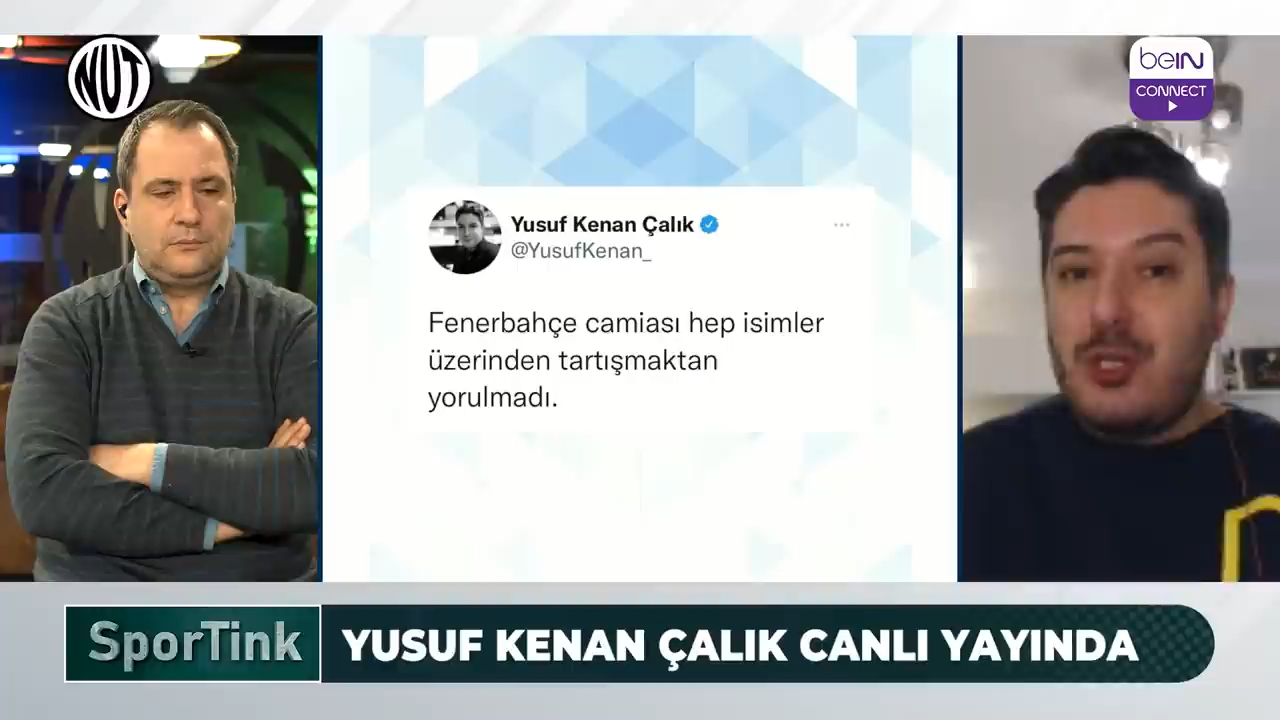 NUT
beIN
CONNECT
Yusuf Kenan Çalık
@YusufKenan_
Fenerbahçe camiası hep isimler
üzerinden tartışmaktan
yorulmadı.
SporTink
YUSUF KENAN ÇALIK CANLI YAYINDA